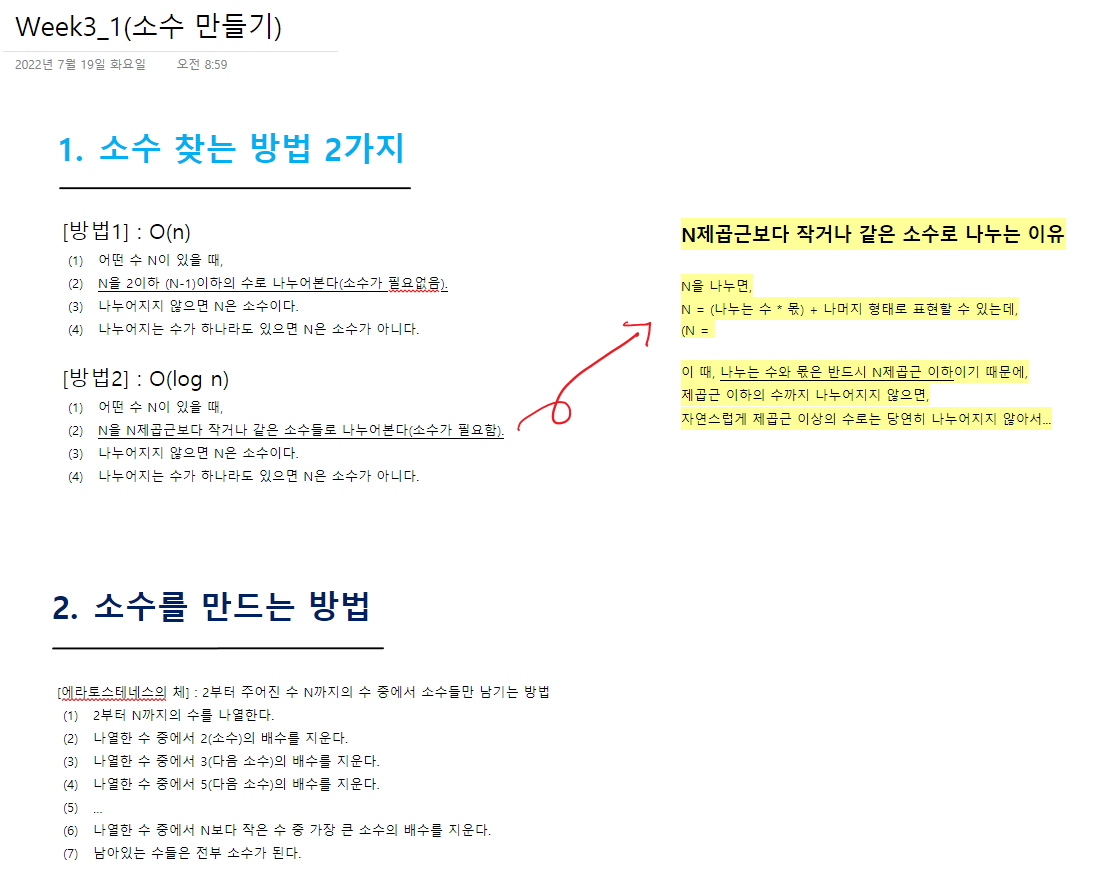 Week3_1(소수 만들기)
2022년 7월 19일 화요일 오전 8:59
1. 소수 찾는 방법 2가지
[방법1] : O(n)
(1) 어떤 수 N이 있을 때,
(2) N을 2이하 (N-1)이하의 수로 나누어본다(소수가 필요없음).
(3) 나누어지지 않으면 N은 소수이다.
(4) 나누어지는 수가 하나라도 있으면 N은 소수가 아니다.
[방법2] : O(log n)
(1) 어떤 수 N이 있을 때,
(2) N을 N제곱근보다 작거나 같은 소수들로 나누어본다(소수가 필요함).
(3) 나누어지지 않으면 N은 소수이다.
(4) 나누어지는 수가 하나라도 있으면 N은 소수가 아니다.
N제곱근보다 작거나 같은 소수로 나누는 이유
N을 나누면,
N = (나누는 수 * 몫) + 나머지 형태로 표현할 수 있는데,
(N =
이 때, 나누는 수와 몫은 반드시 N제곱근 이하이기 때문에,
제곱근 이하의 수까지 나누어지지 않으면,
자연스럽게 제곱근 이상의 수로는 당연히 나누어지지 않아서...
2. 소수를 만드는 방법
[에라토스테네스의 체] : 2부터 주어진 수 N까지의 수 중에서 소수들만 남기는 방법
(1) 2부터 N까지의 수를 나열한다.
(2) 나열한 수 중에서 2(소수)의 배수를 지운다.
(3) 나열한 수 중에서 3(다음 소수)의 배수를 지운다.
(4) 나열한 수 중에서 5(다음 소수)의 배수를 지운다.
(5) ...
(6) 나열한 수 중에서 N보다 작은 수 중 가장 큰 소수의 배수를 지운다.
(7) 남아있는 수들은 전부 소수가 된다.